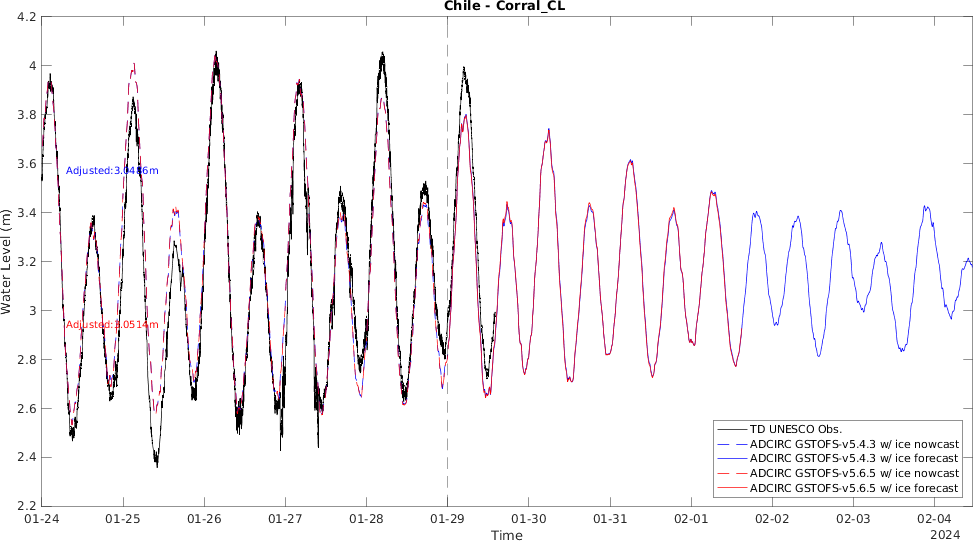 Chile - Corral_CL
4.2
4
3.8
3.6
3.4
3.2
3
2.8
2.6
2.4
2.2
Water Level (m)
Adjusted:3.0486m
Adjusted:3.0514m
TD UNESCO Obs.
ADCIRC GSTOFS-v5.4.3 w/ ice nowcast
ADCIRC GSTOFS-v5.4.3 w/ ice forecast
ADCIRC GSTOFS-v5.6.5 w/ ice nowcast
ADCIRC GSTOFS-v5.6.5 w/ ice forecast
01-24 01-25 01-26 01-27 01-28 01-29 01-30 01-31 02-01 02-02 02-03 02-04
Time
2024